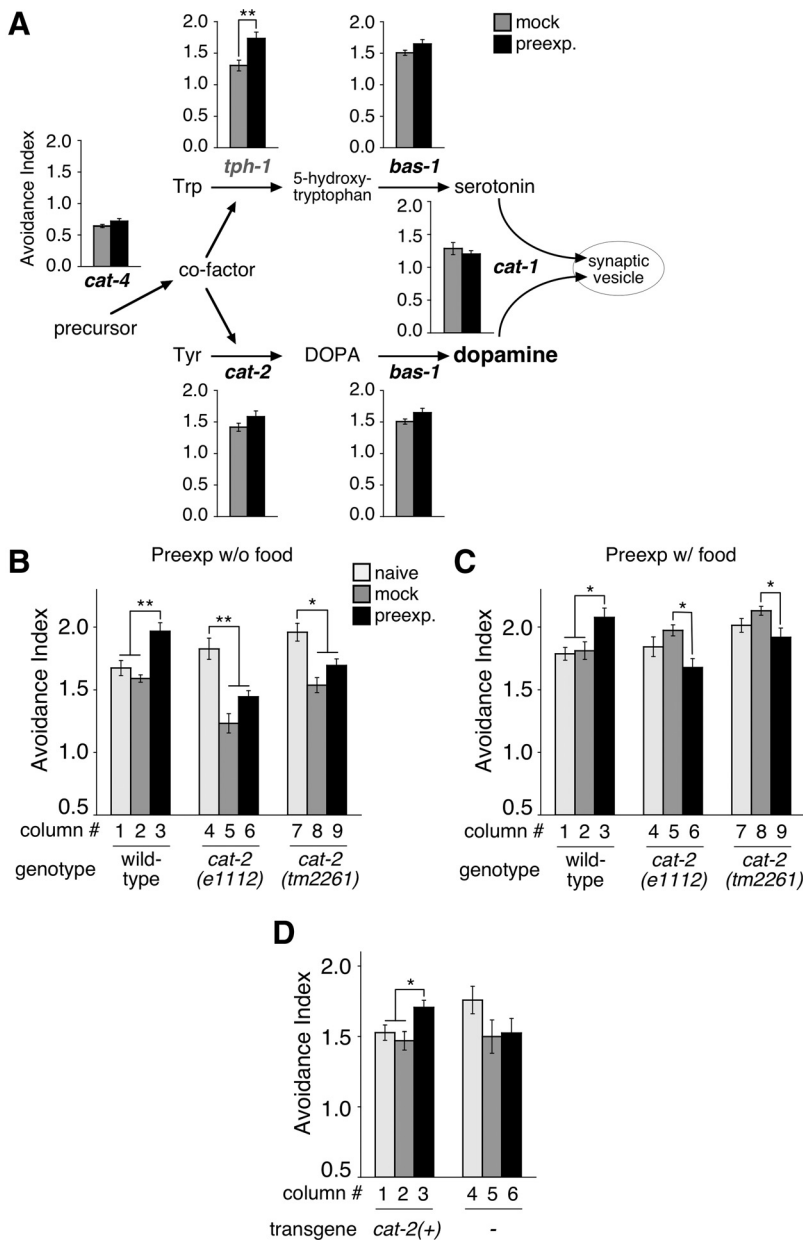 A
mock
preexp.
2.0
1.5
1.0
0.5
0.0
**
tph-1
2.0
1.5
1.0
0.5
0.0
bas-1
Avoidance Index
2.0
1.5
1.0
0.5
0.0
cat-4
Trp
5-hydroxy-
tryptophan
serotonin
2.0
1.5
1.0
0.5
0.0
cat-1
synaptic
vesicle
co-factor
precursor
Tyr
cat-2
DOPA
bas-1
dopamine
2.0
1.5
1.0
0.5
0.0
2.0
1.5
1.0
0.5
0.0
B
Preexp w/o food
naive
mock
preexp.
Avoidance Index
2.0
1.5
1.0
0.5
**
**
*
column # 1 2 3 4 5 6 7 8 9
genotype wild-type cat-2 (e1112) cat-2 (tm2261)
C
Preexp w/ food
Avoidance Index
2.0
1.5
1.0
0.5
*
*
*
column # 1 2 3 4 5 6 7 8 9
genotype wild-type cat-2 (e1112) cat-2 (tm2261)
D
Avoidance Index
2.0
1.5
1.0
0.5
*
column # 1 2 3 4 5 6
transgene cat-2(+) -